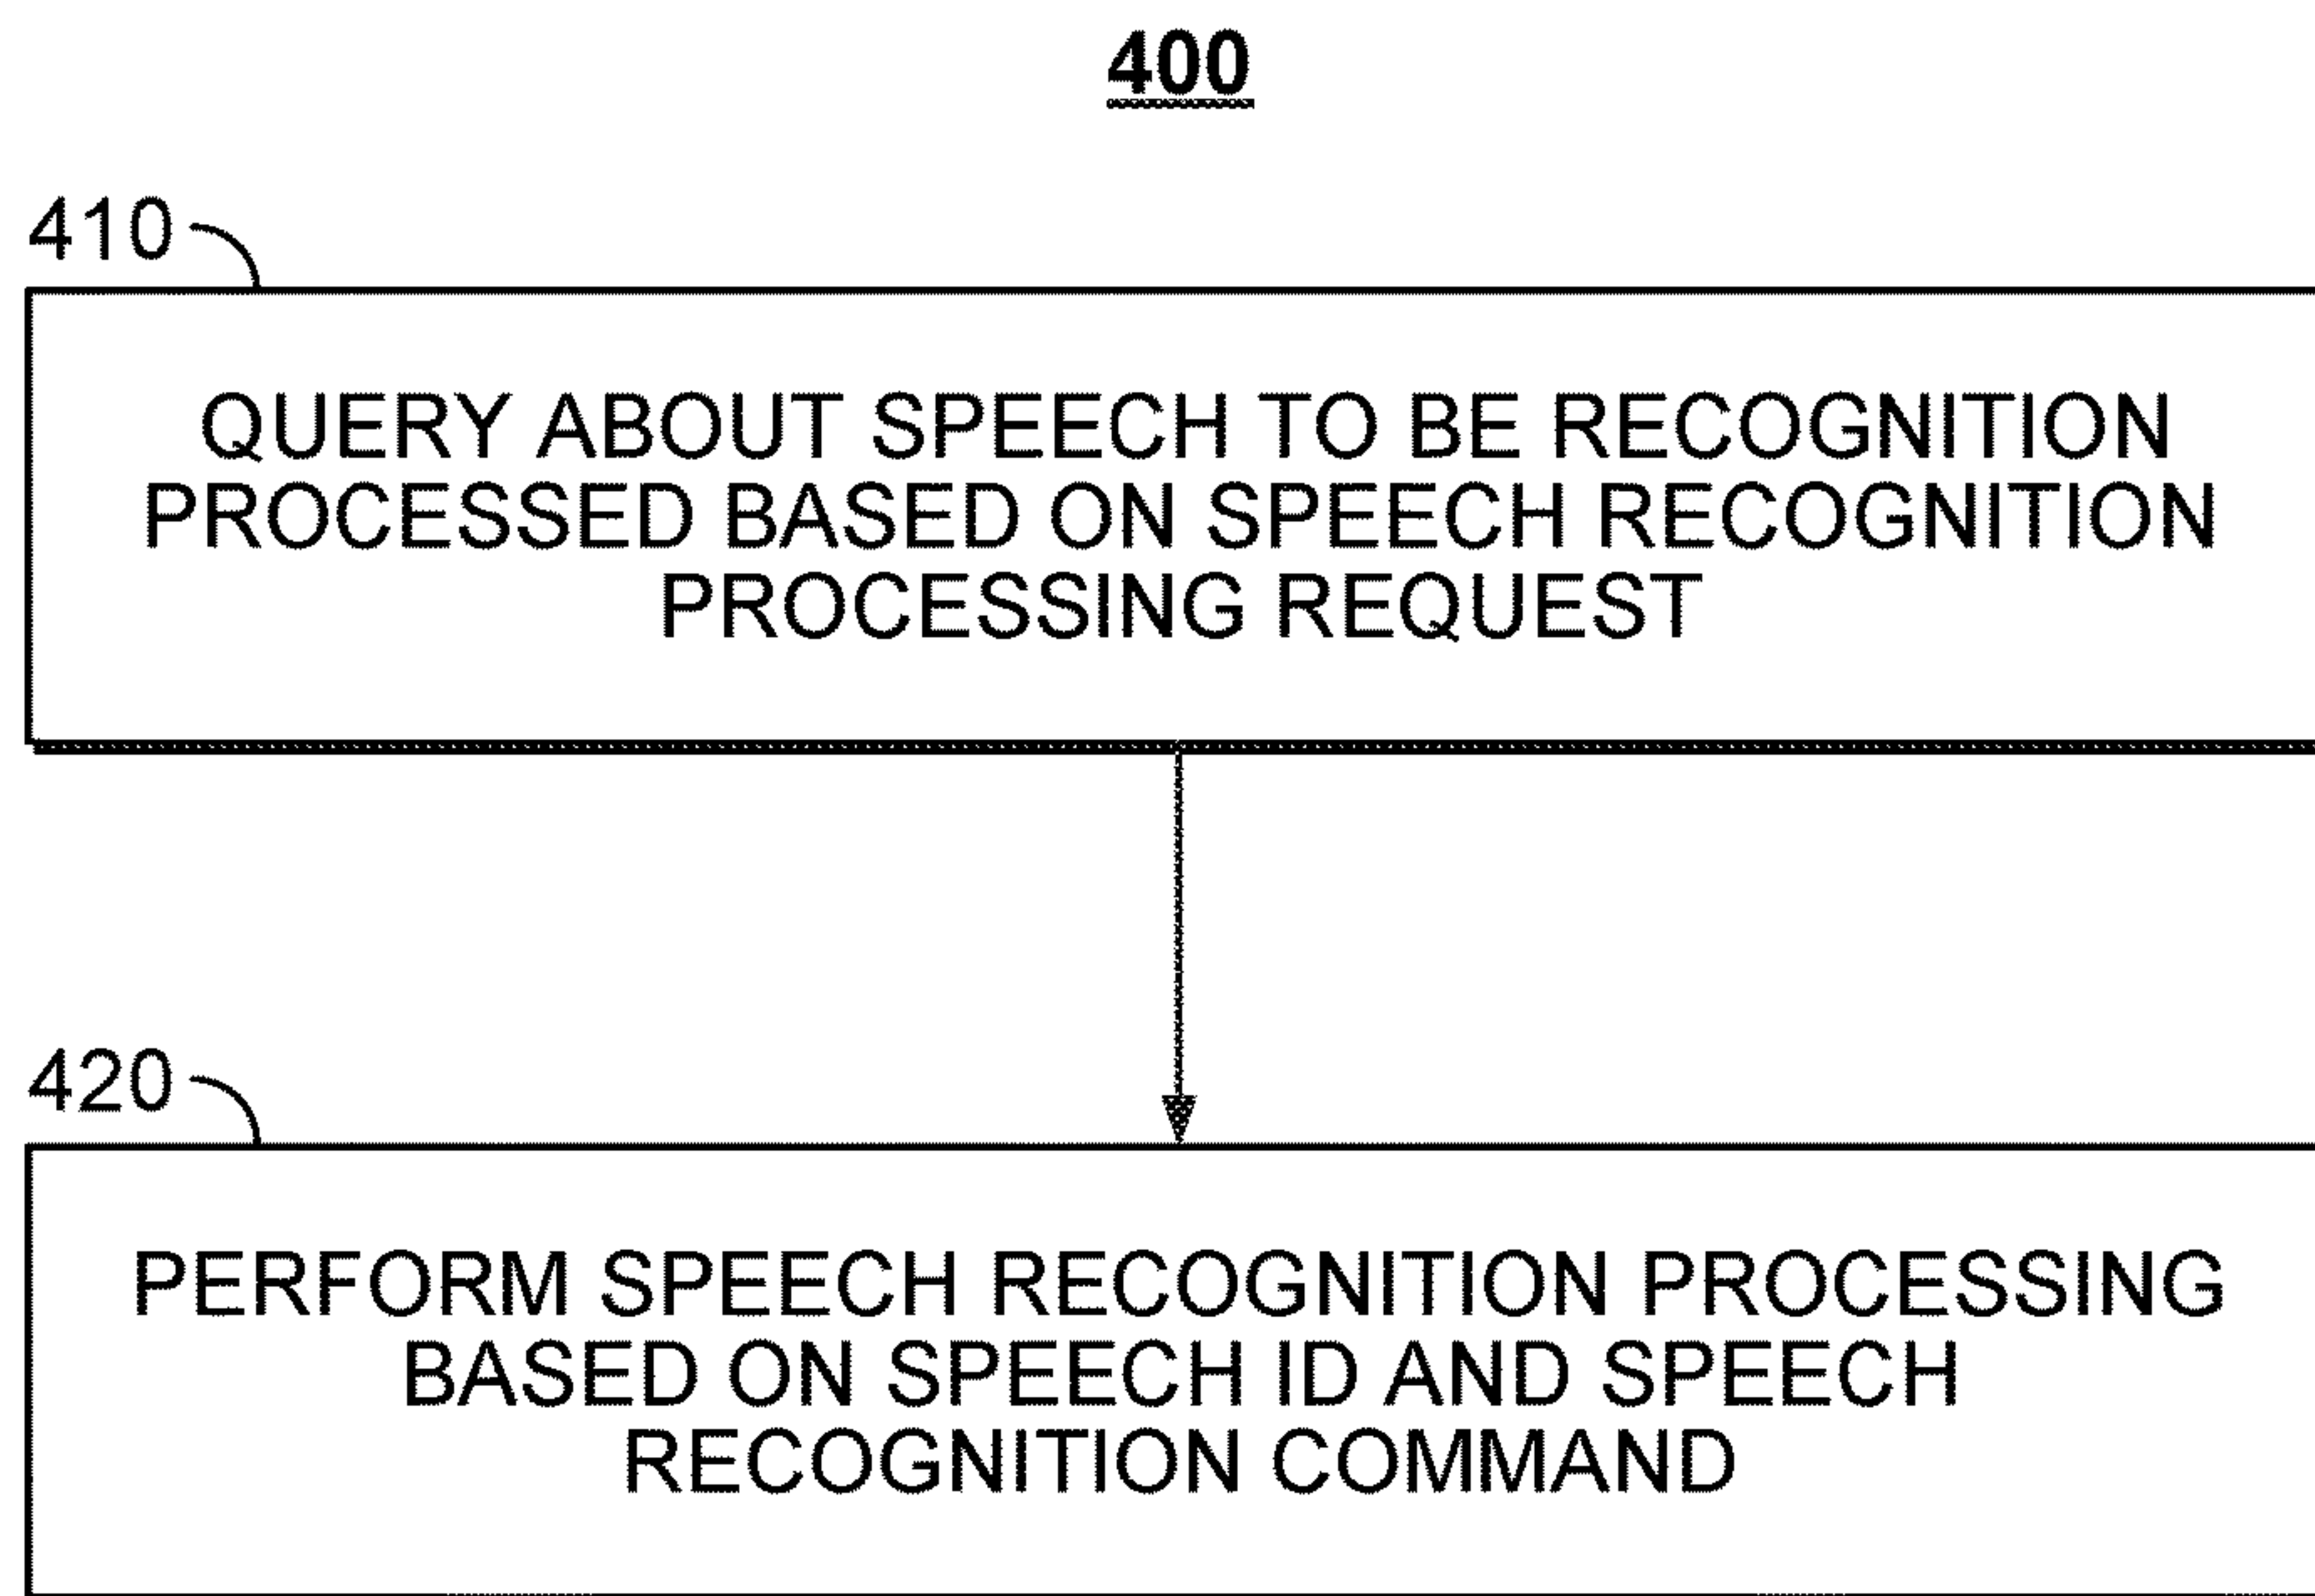 400
410
QUERY ABOUT SPEECH TO BE RECOGNITION
PROCESSED BASED ON SPEECH RECOGNITION
PROCESSING REQUEST
420
PERFORM SPEECH RECOGNITION PROCESSING
BASED ON SPEECH ID AND SPEECH
RECOGNITION COMMAND